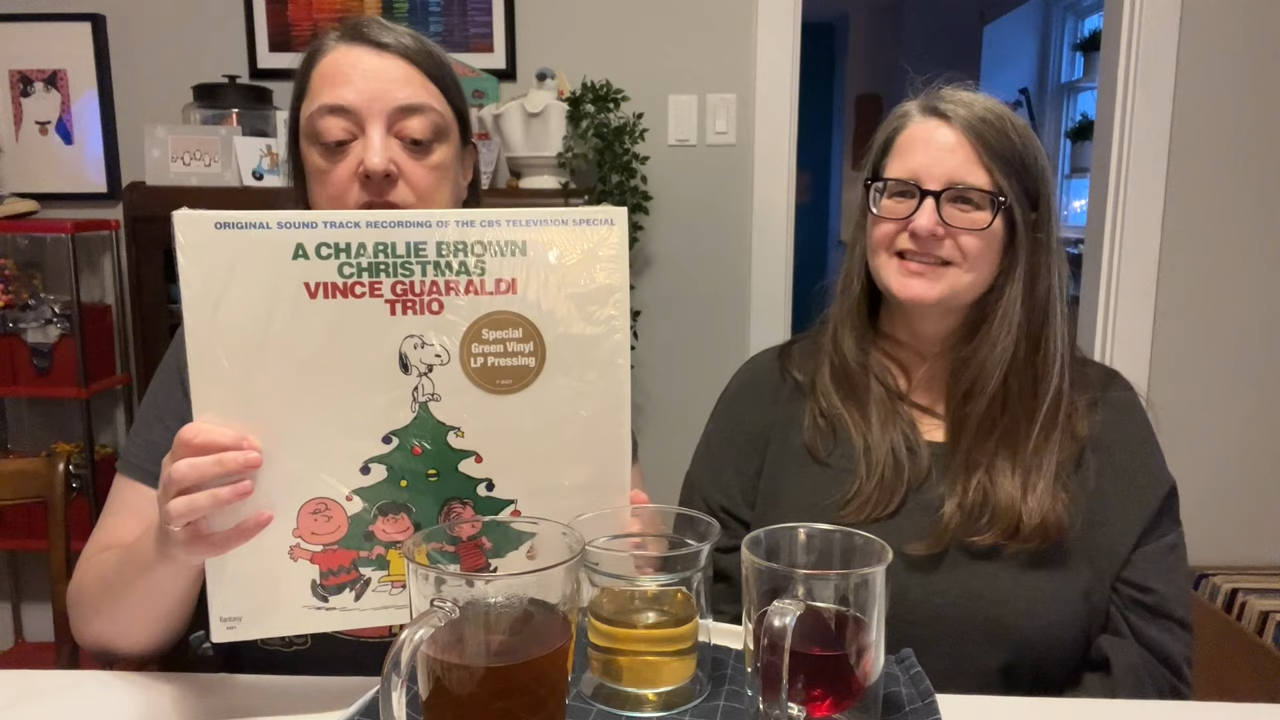 ORIGINAL SOUND TRACK RECORDING OF THE CBS TELEVISION SPECIAL
A CHARLIE BROWN
CHRISTMAS
VINCE GUARALDI
TRIO
Special
Green Vinyl
LP Pressing
Fantasy